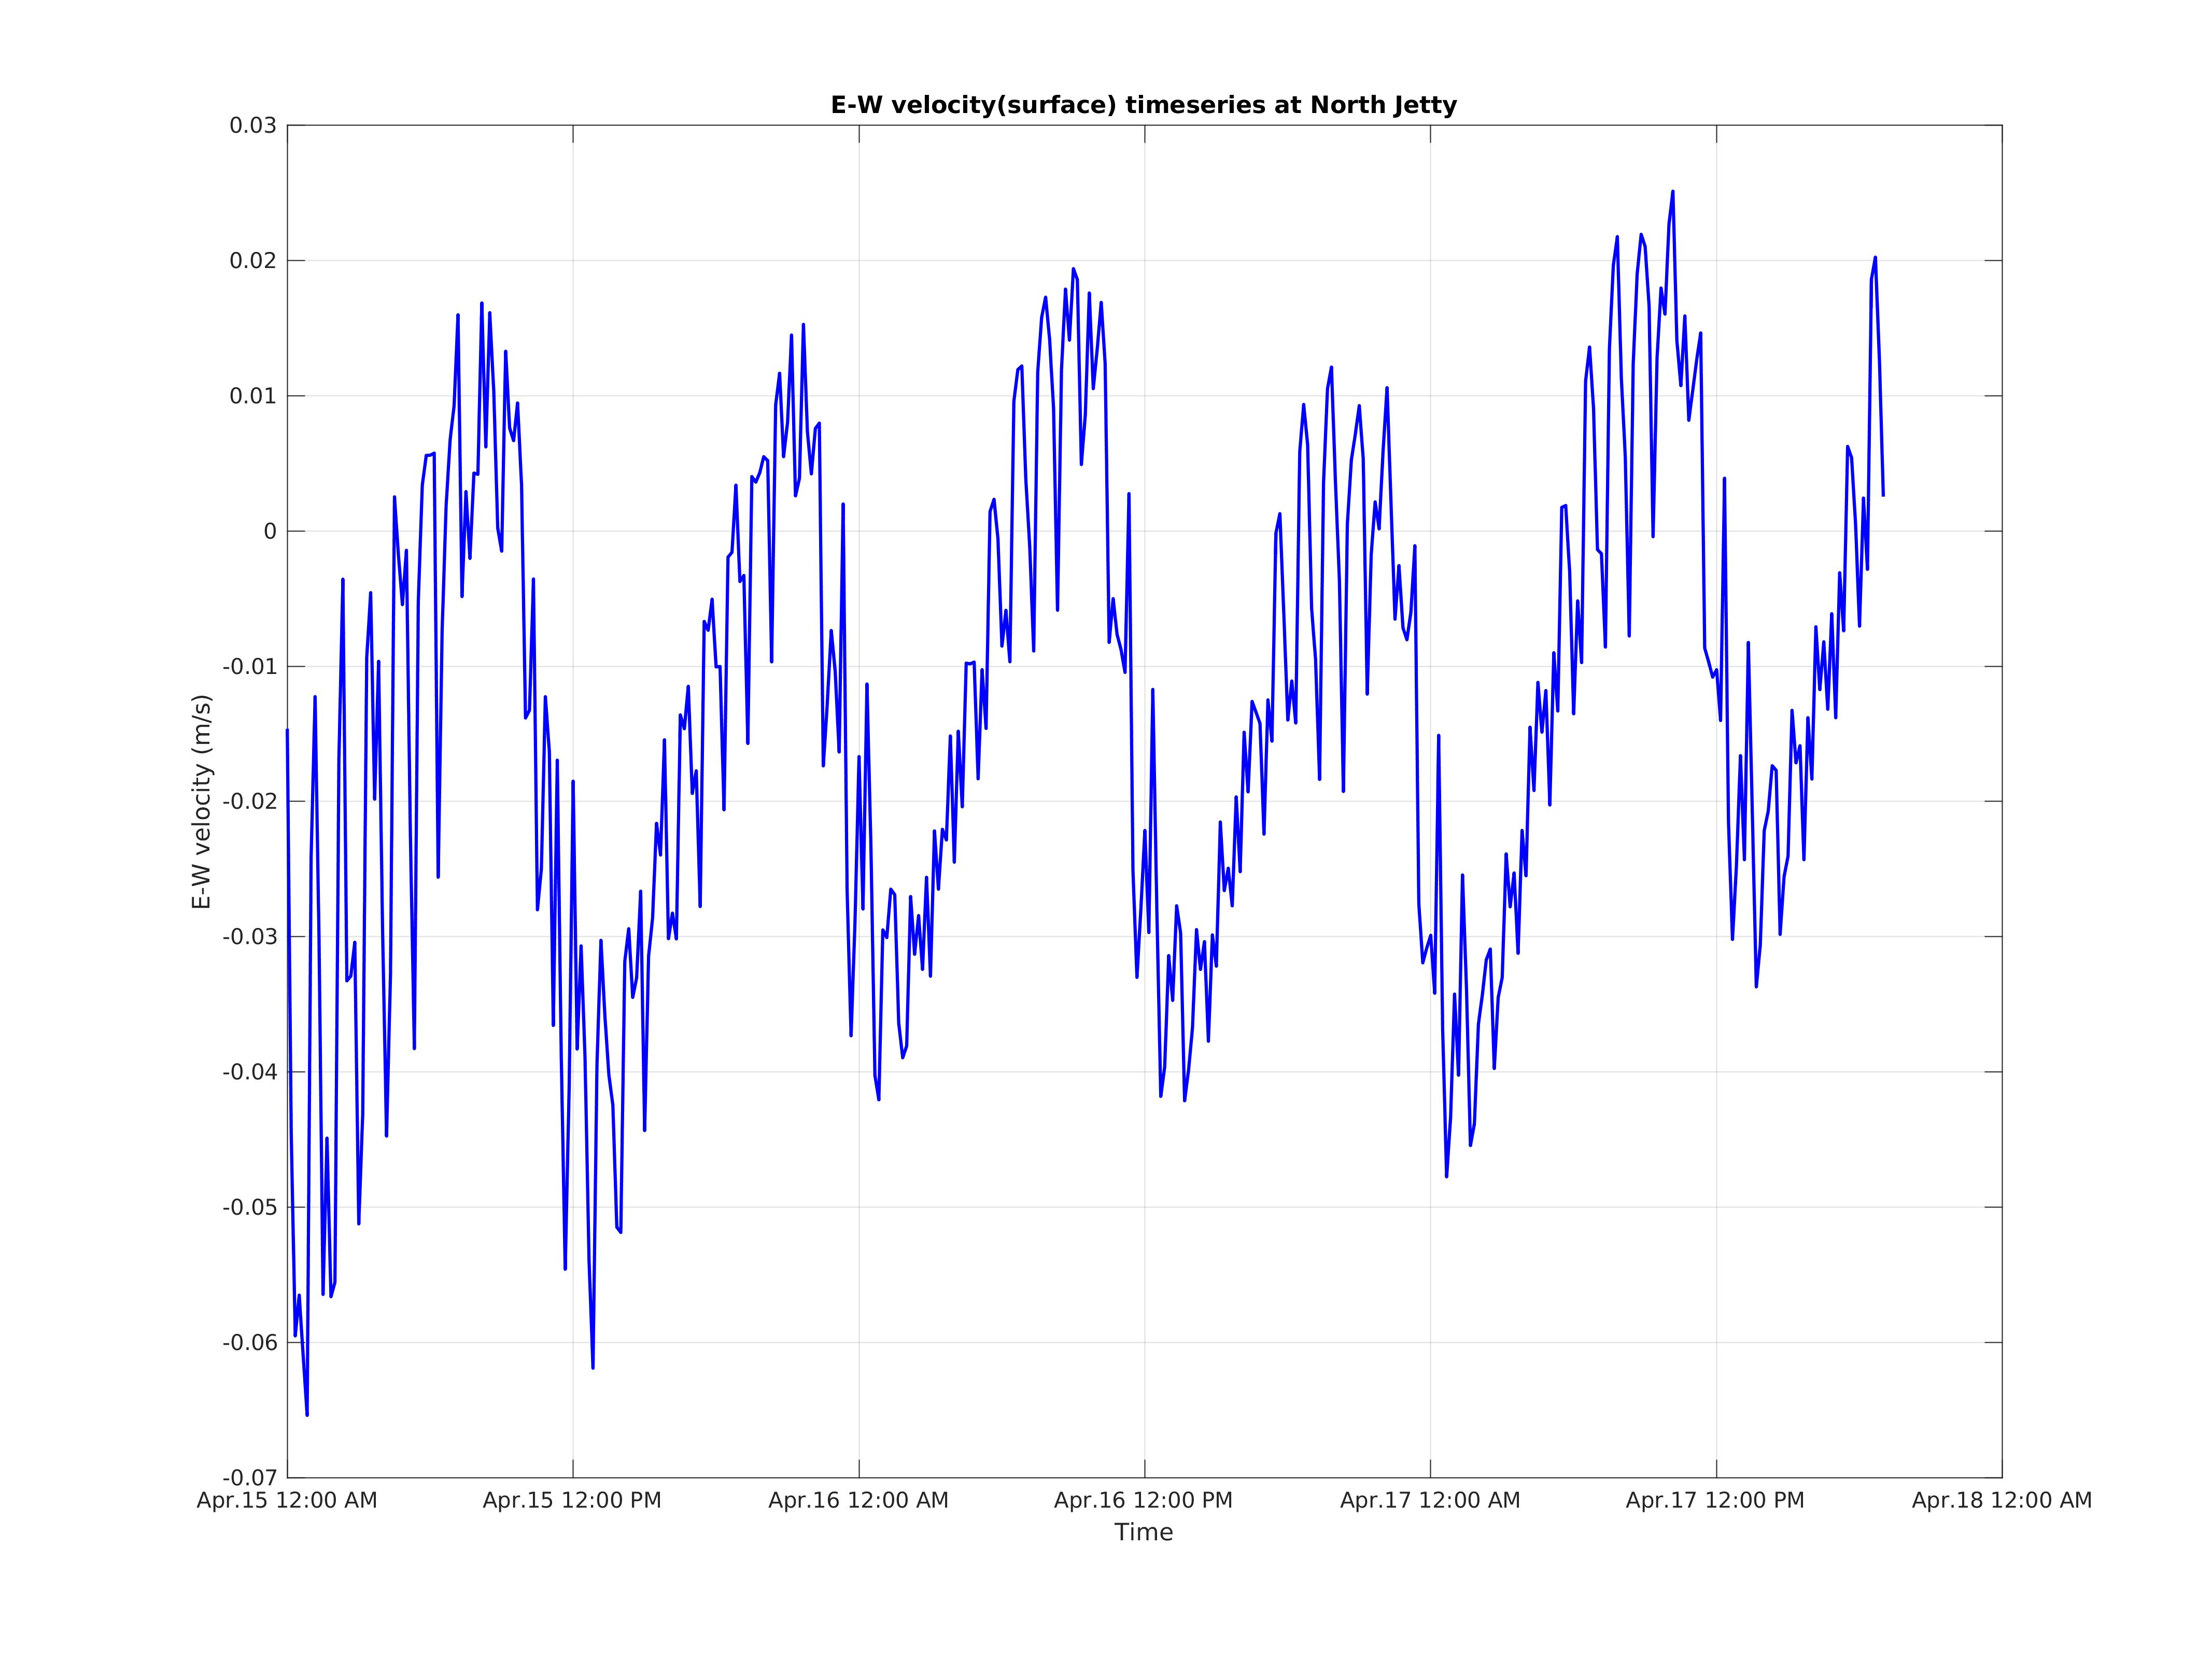 E-W velocity(surface) timeseries at North Jetty
0.03
0.02
0.01
0
-0.01
-0.02
-0.03
-0.04
-0.05
-0.06
-0.07
E-W velocity (m/s)
Apr.15 12:00 AM Apr.15 12:00 PM Apr.16 12:00 AM Apr.16 12:00 PM Apr.17 12:00 AM Apr.17 12:00 PM Apr.18 12:00 AM
Time